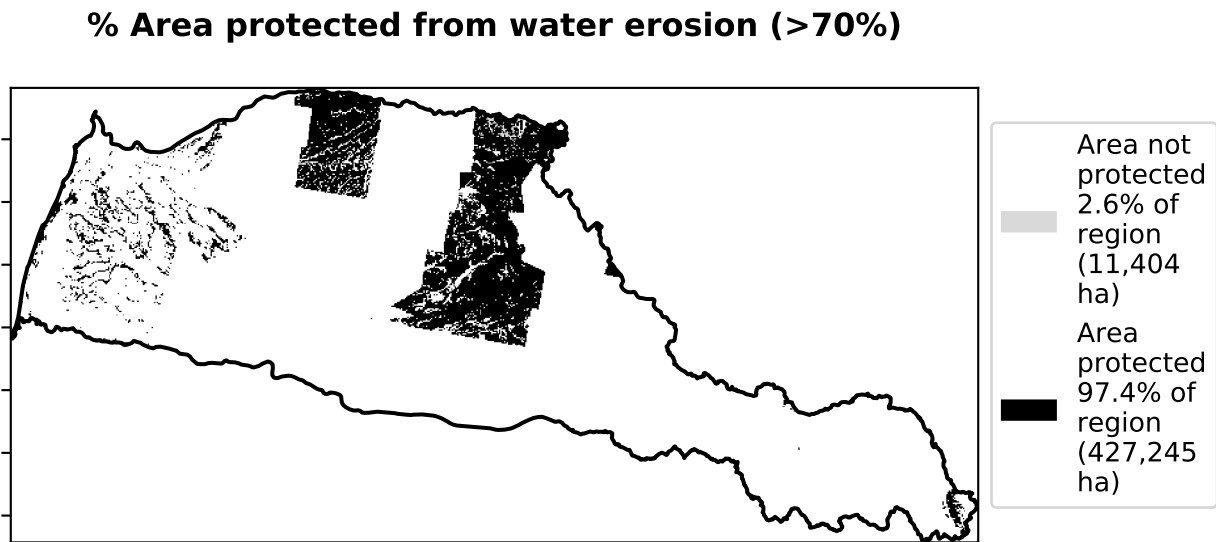 % Area protected from water erosion (>70%)
Area not
protected
2.6% of
region
(11,404
ha)
Area
protected
97.4% of
region
(427,245
ha)